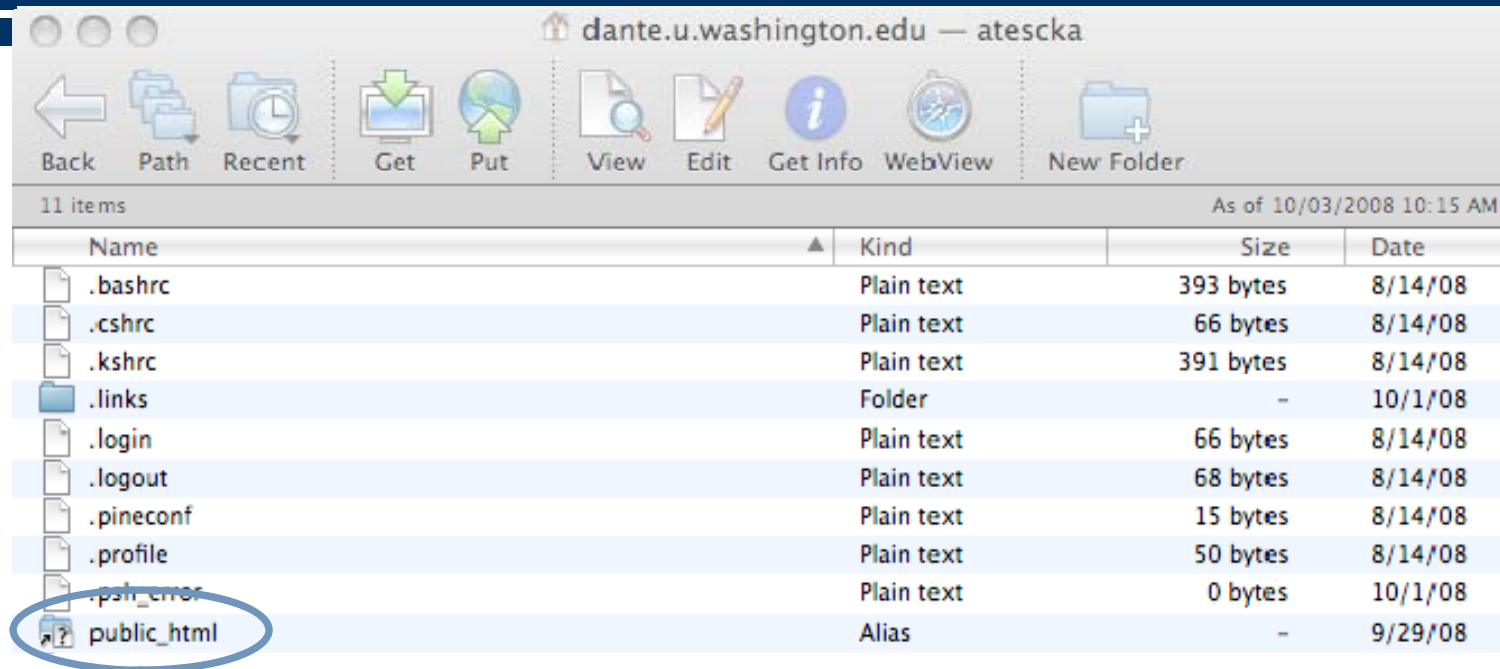 dante.u.washington.edu — atescka
Back Path Recent Get Put View Edit Get Info WebView New Folder
11 items As of 10/03/2008 10:15 AM
Name Kind Size Date
.bashrc Plain text 393 bytes 8/14/08
.cshrc Plain text 66 bytes 8/14/08
.kshrc Plain text 391 bytes 8/14/08
.links Folder - 10/1/08
.login Plain text 66 bytes 8/14/08
.logout Plain text 68 bytes 8/14/08
.pineconf Plain text 15 bytes 8/14/08
.profile Plain text 50 bytes 8/14/08
Plain text 0 bytes 10/1/08
public_html Alias - 9/29/08